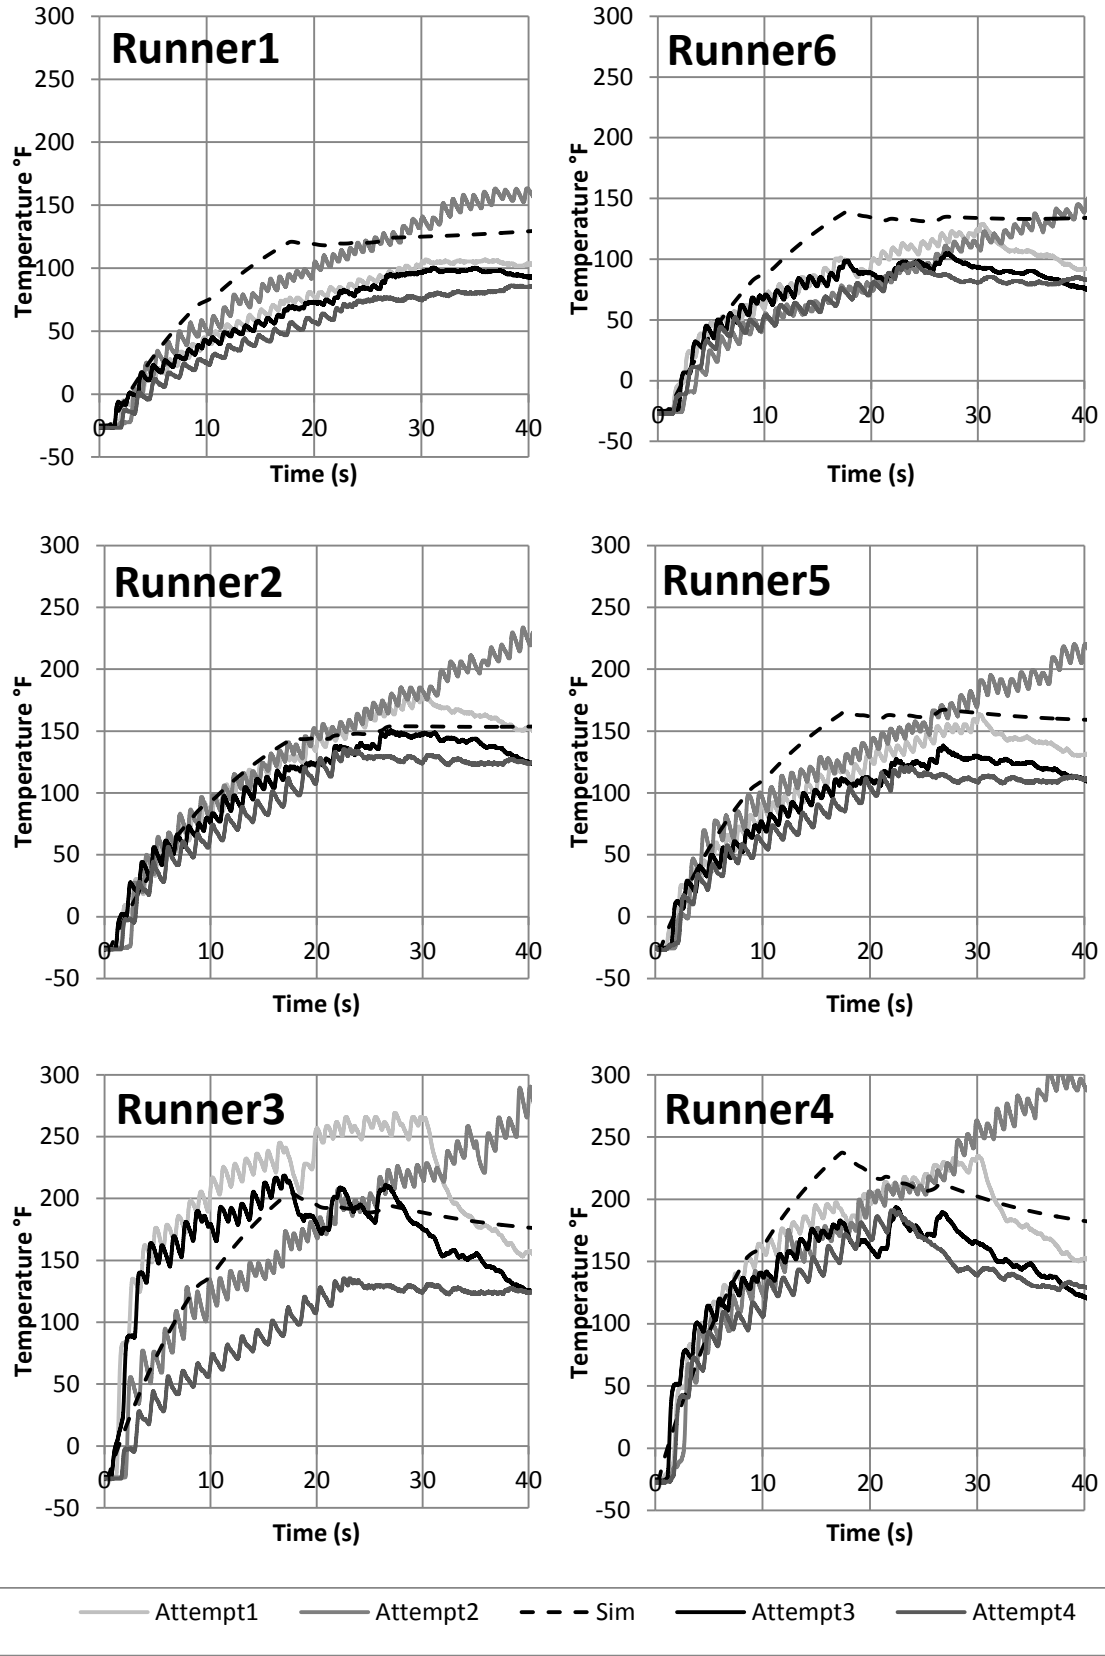 Runner1
Temperature °F
300
250
200
150
100
50
0
-50
0 10 20 30 40
Time (s)
Runner6
Temperature °F
300
250
200
150
100
50
0
-50
0 10 20 30 40
Time (s)
Runner2
Temperature °F
300
250
200
150
100
50
0
-50
0 10 20 30 40
Time (s)
Runner5
Temperature °F
300
250
200
150
100
50
0
-50
0 10 20 30 40
Time (s)
Runner3
Temperature °F
300
250
200
150
100
50
0
-50
0 10 20 30 40
Time (s)
Runner4
Temperature °F
300
250
200
150
100
50
0
-50
0 10 20 30 40
Time (s)
Attempt1 Attempt2 Sim Attempt3 Attempt4